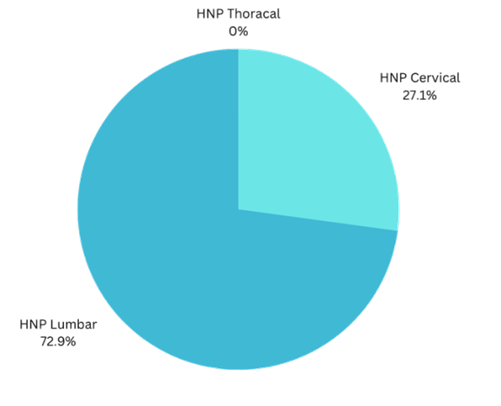 HNP Thoracal
0%
HNP Cervical
27.1%
HNP Lumbar
72.9%